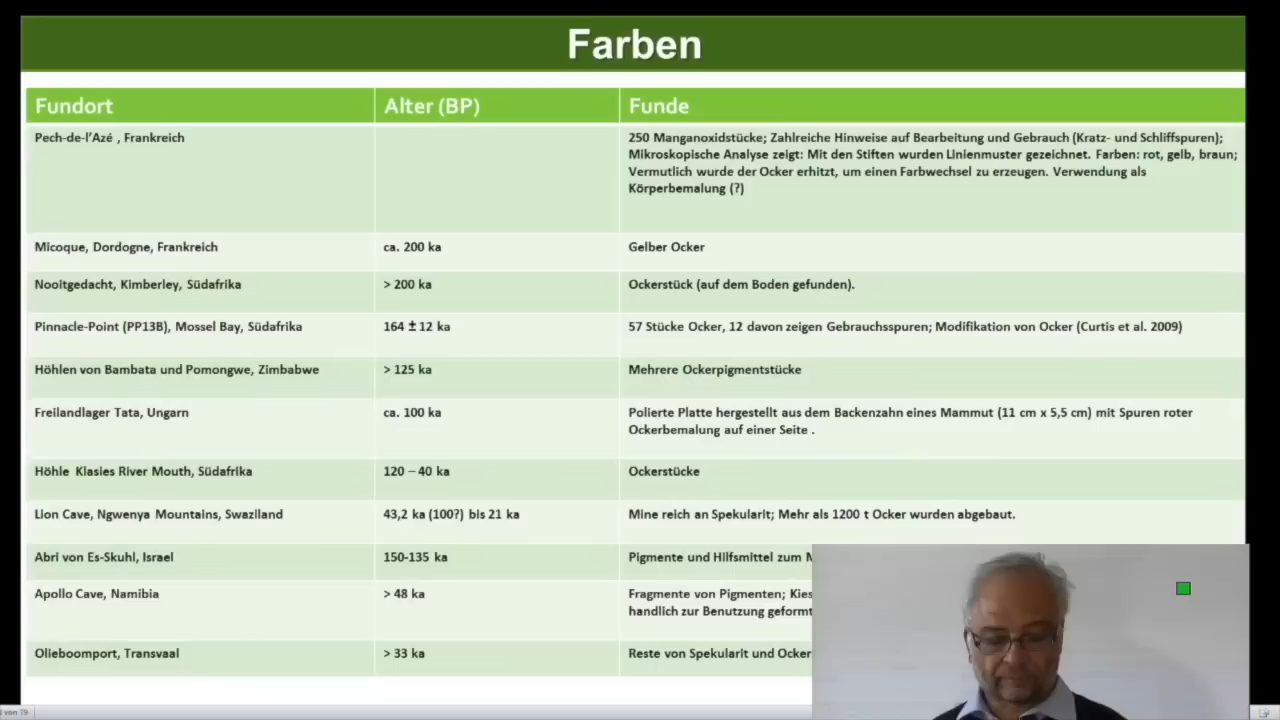 Farben
Fundort Alter (BP) Funde
Pech-de-l'Azé , Frankreich
250 Manganoxidstücke; Zahlreiche Hinweise auf Bearbeitung und Gebrauch (Kratz- und Schliffspuren);
Mikroskopische Analyse zeigt: Mit den Stiften wurden Linienmuster gezeichnet. Farben: rot, gelb, braun;
Vermutlich wurde der Ocker erhitzt, um einen Farbwechsel zu erzeugen. Verwendung als
Körperbemalung (?)
Micoque, Dordogne, Frankreich ca. 200 ka Gelber Ocker
Nooitgedacht, Kimberley, Südafrika > 200 ka Ockerstück (auf dem Boden gefunden).
Pinnacle-Point (PP13B), Mossel Bay, Südafrika 164 ± 12 ka 57 Stücke Ocker, 12 davon zeigen Gebrauchsspuren; Modifikation von Ocker (Curtis et al. 2009)
Höhlen von Bambata und Pomongwe, Zimbabwe > 125 ka Mehrere Ockerpigmentstücke
Freilandlager Tata, Ungarn ca. 100 ka Polierte Platte hergestellt aus dem Backenzahn eines Mammut (11 cm x 5,5 cm) mit Spuren roter
Ockerbemalung auf einer Seite .
Höhle Klasies River Mouth, Südafrika 120 – 40 ka Ockerstücke
Lion Cave, Ngwenya Mountains, Swaziland 43,2 ka (100?) bis 21 ka Mine reich an Spekularit; Mehr als 1200 t Ocker wurden abgebaut.
Abri von Es-Skuhl, Israel 150-135 ka Pigmente und Hilfsmittel zum
Apollo Cave, Namibia > 48 ka Fragmente von Pigmenten; Kies
handlich zur Benutzung geformt
Olieboomport, Transvaal > 33 ka Reste von Spekularit und Ocker
von 79